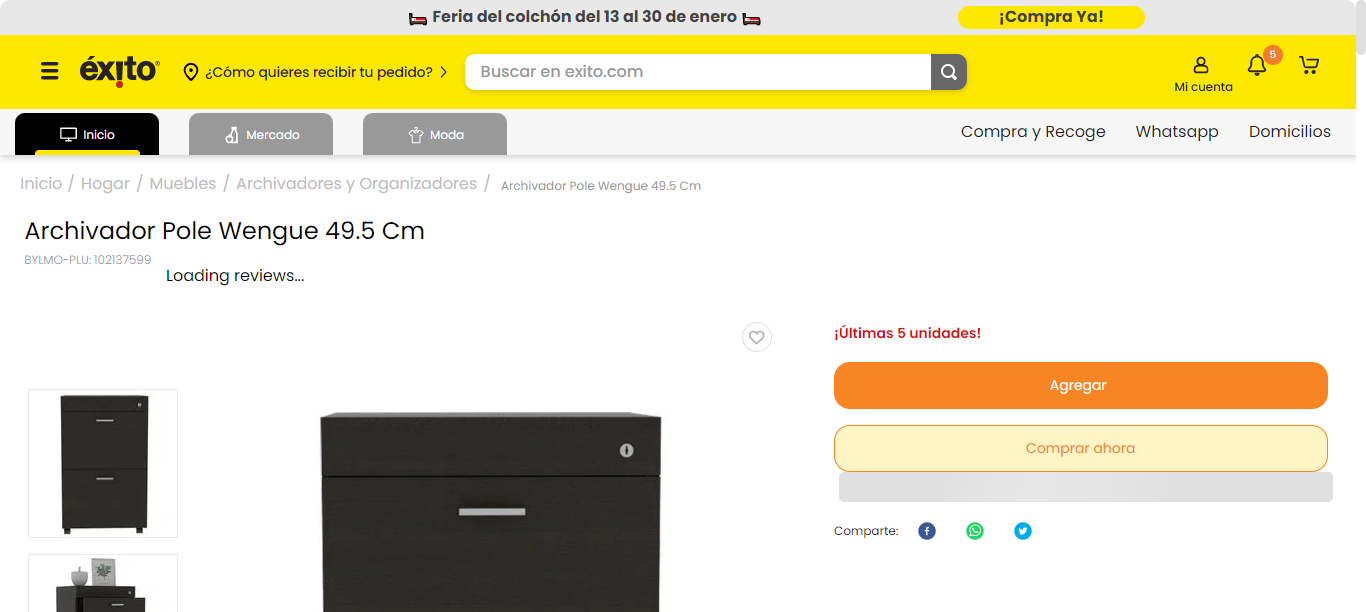 Feria del colchón del 13 al 30 de enero
¡Compra Ya!
éxito
¿Cómo quieres recibir tu pedido?
Buscar en exito.com
Mi cuenta
5
Inicio
Mercado
Moda
Compra y Recoge
Whatsapp
Domicilios
Inicio / Hogar / Muebles / Archivadores y Organizadores / Archivador Pole Wengue 49.5 Cm
Archivador Pole Wengue 49.5 Cm
BYLMO-PLU: 102137599
Loading reviews...
¡Últimas 5 unidades!
Agregar
Comprar ahora
Comparte: